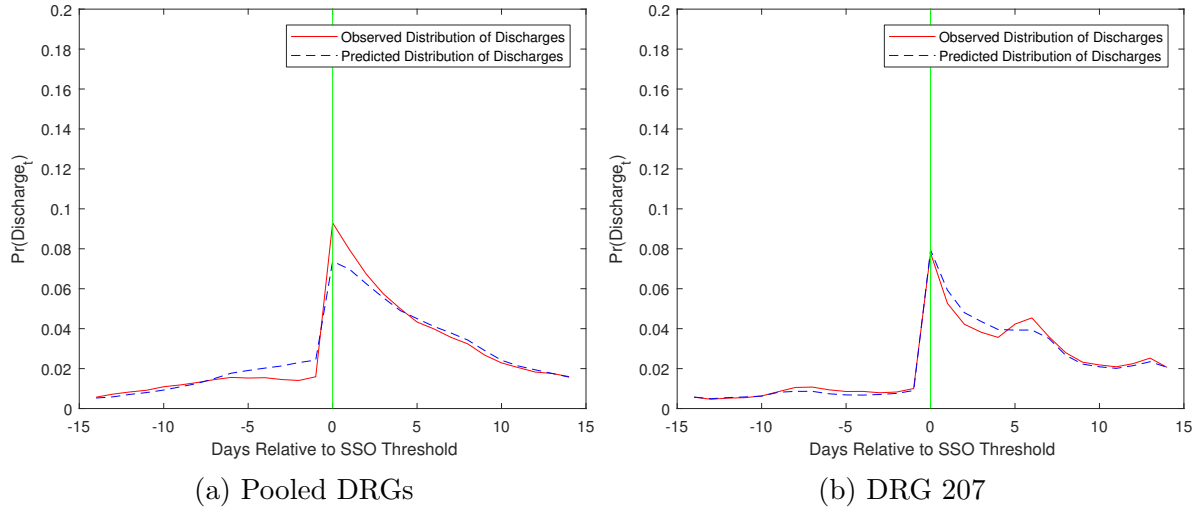 0.2
0.18
0.16
0.14
0.12
0.1
0.08
0.06
0.04
0.02
0
Pr(Discharge_t)
Observed Distribution of Discharges
Predicted Distribution of Discharges
-15 -10 -5 0 5 10 15
Days Relative to SSO Threshold
(a) Pooled DRGs
0.2
0.18
0.16
0.14
0.12
0.1
0.08
0.06
0.04
0.02
0
Pr(Discharge_t)
Observed Distribution of Discharges
Predicted Distribution of Discharges
-15 -10 -5 0 5 10 15
Days Relative to SSO Threshold
(b) DRG 207